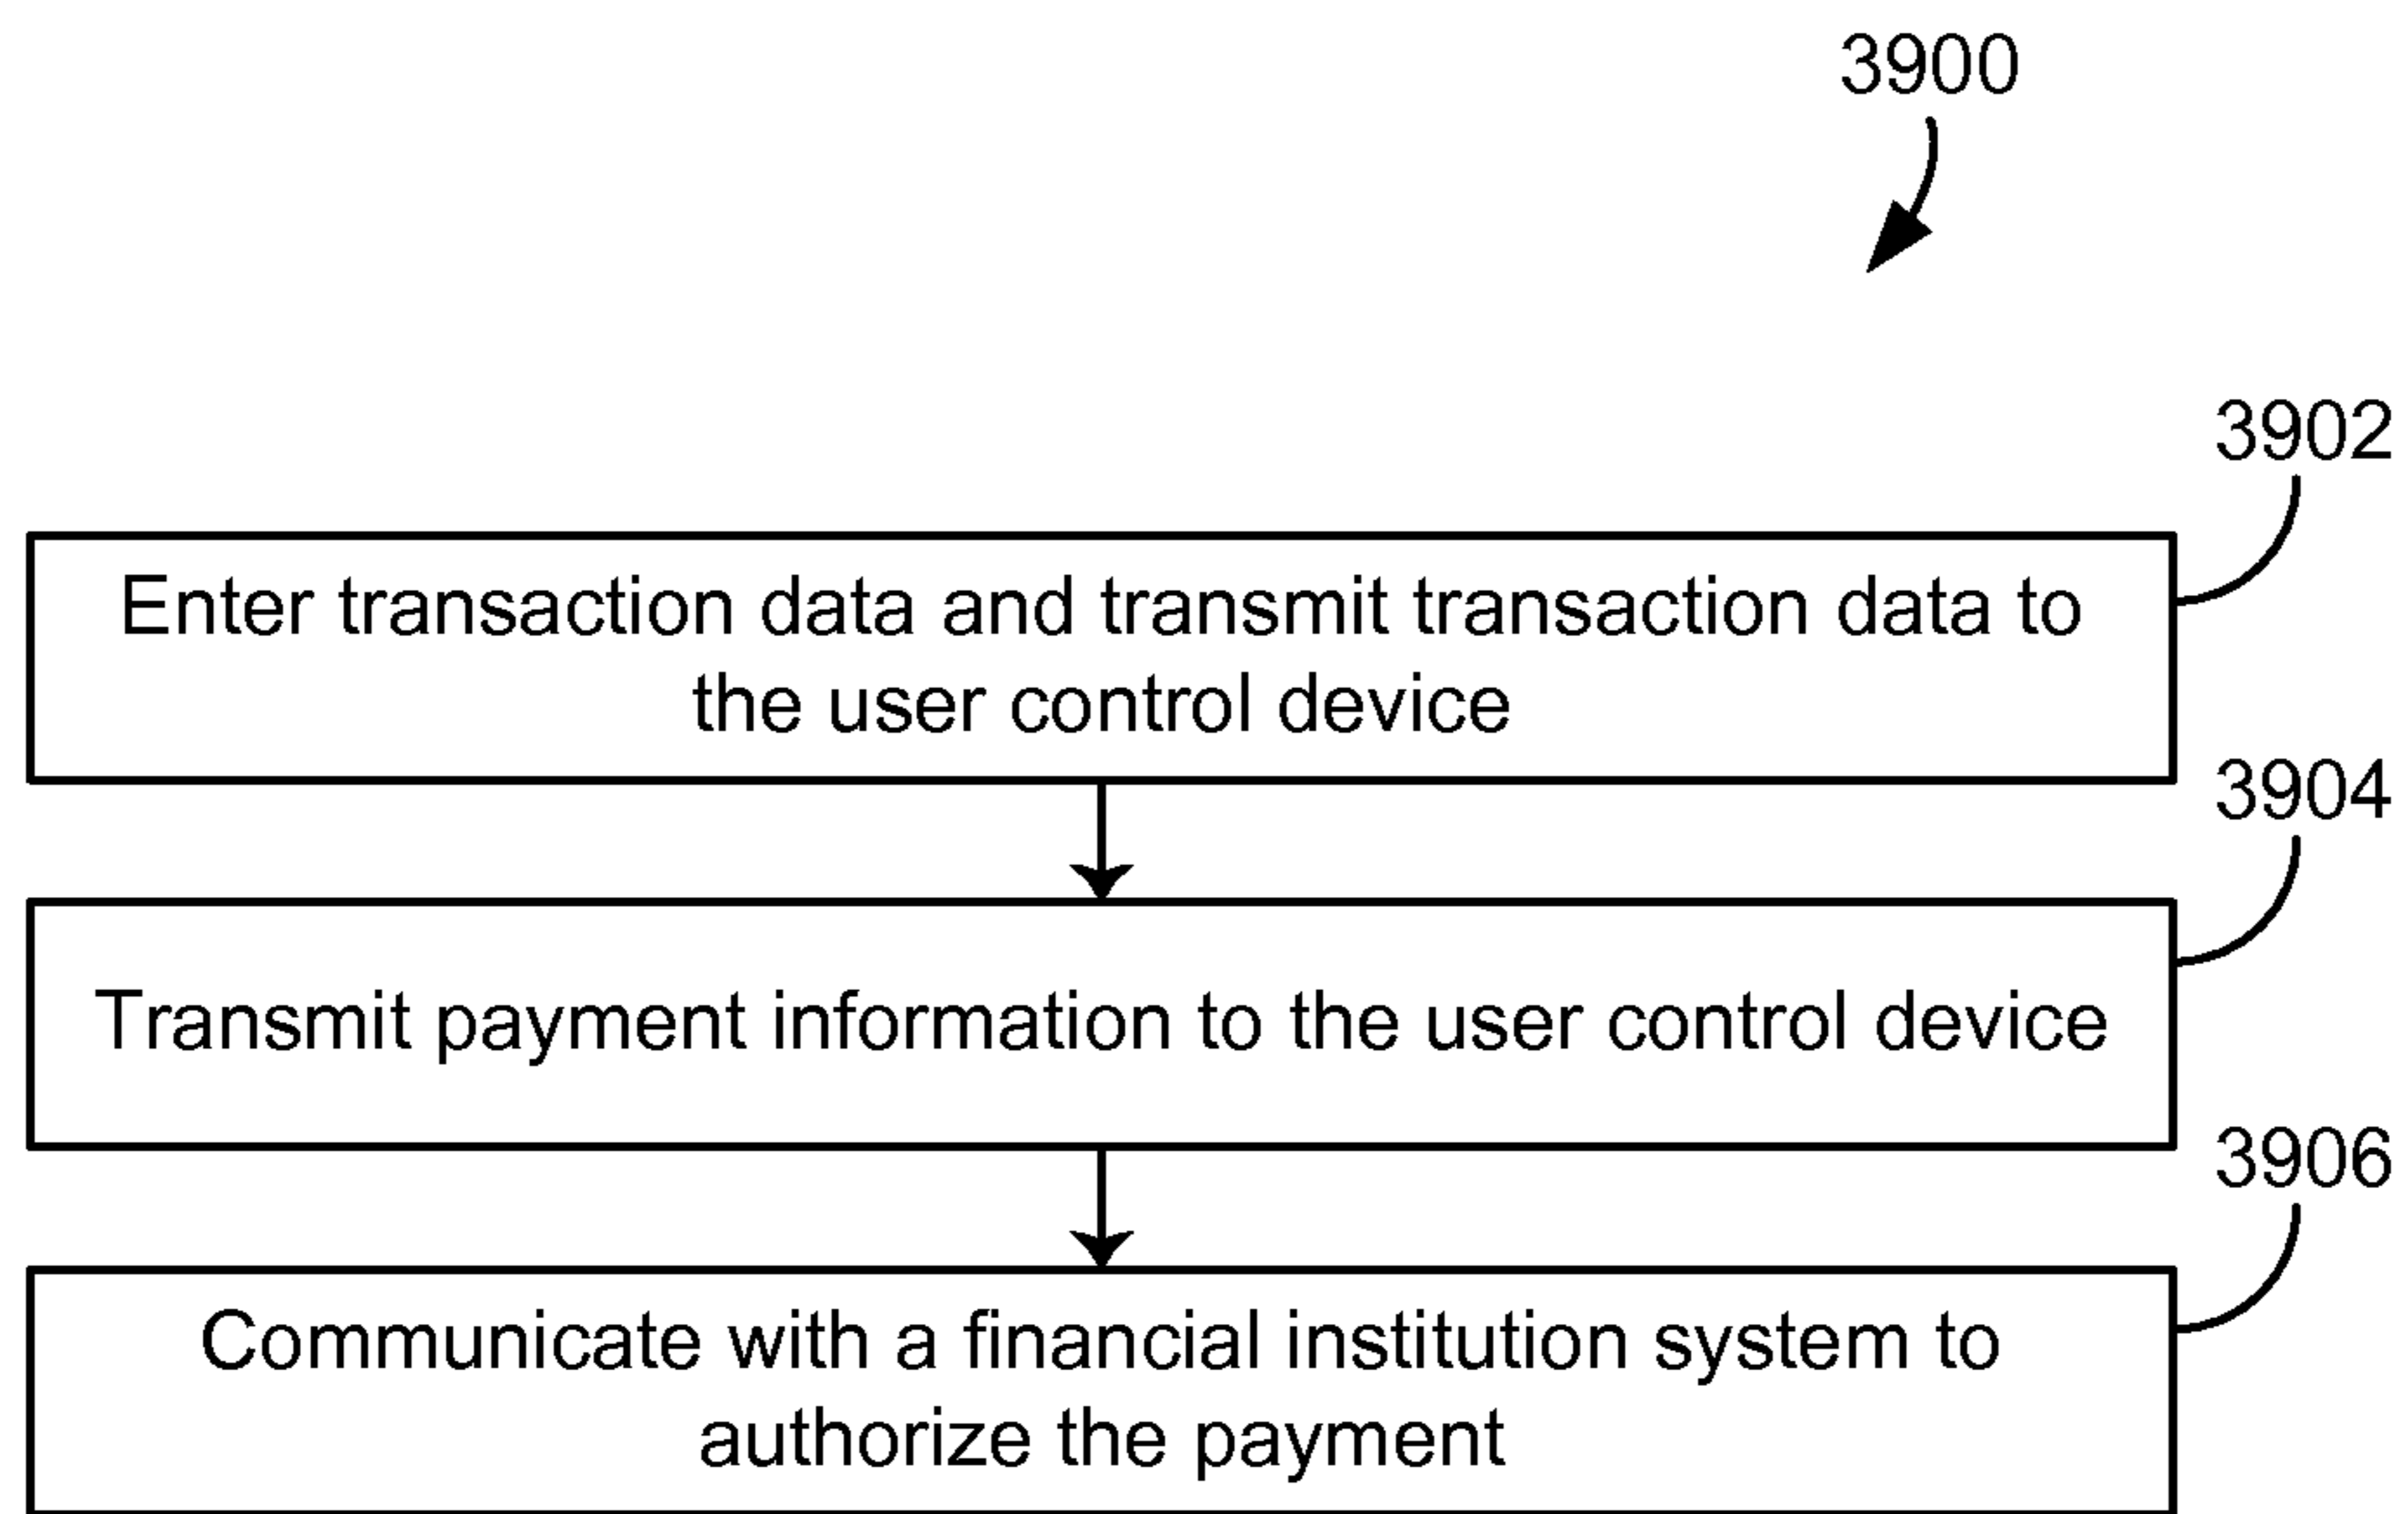 3900
3902
Enter transaction data and transmit transaction data to
the user control device
3904
Transmit payment information to the user control device
3906
Communicate with a financial institution system to
authorize the payment